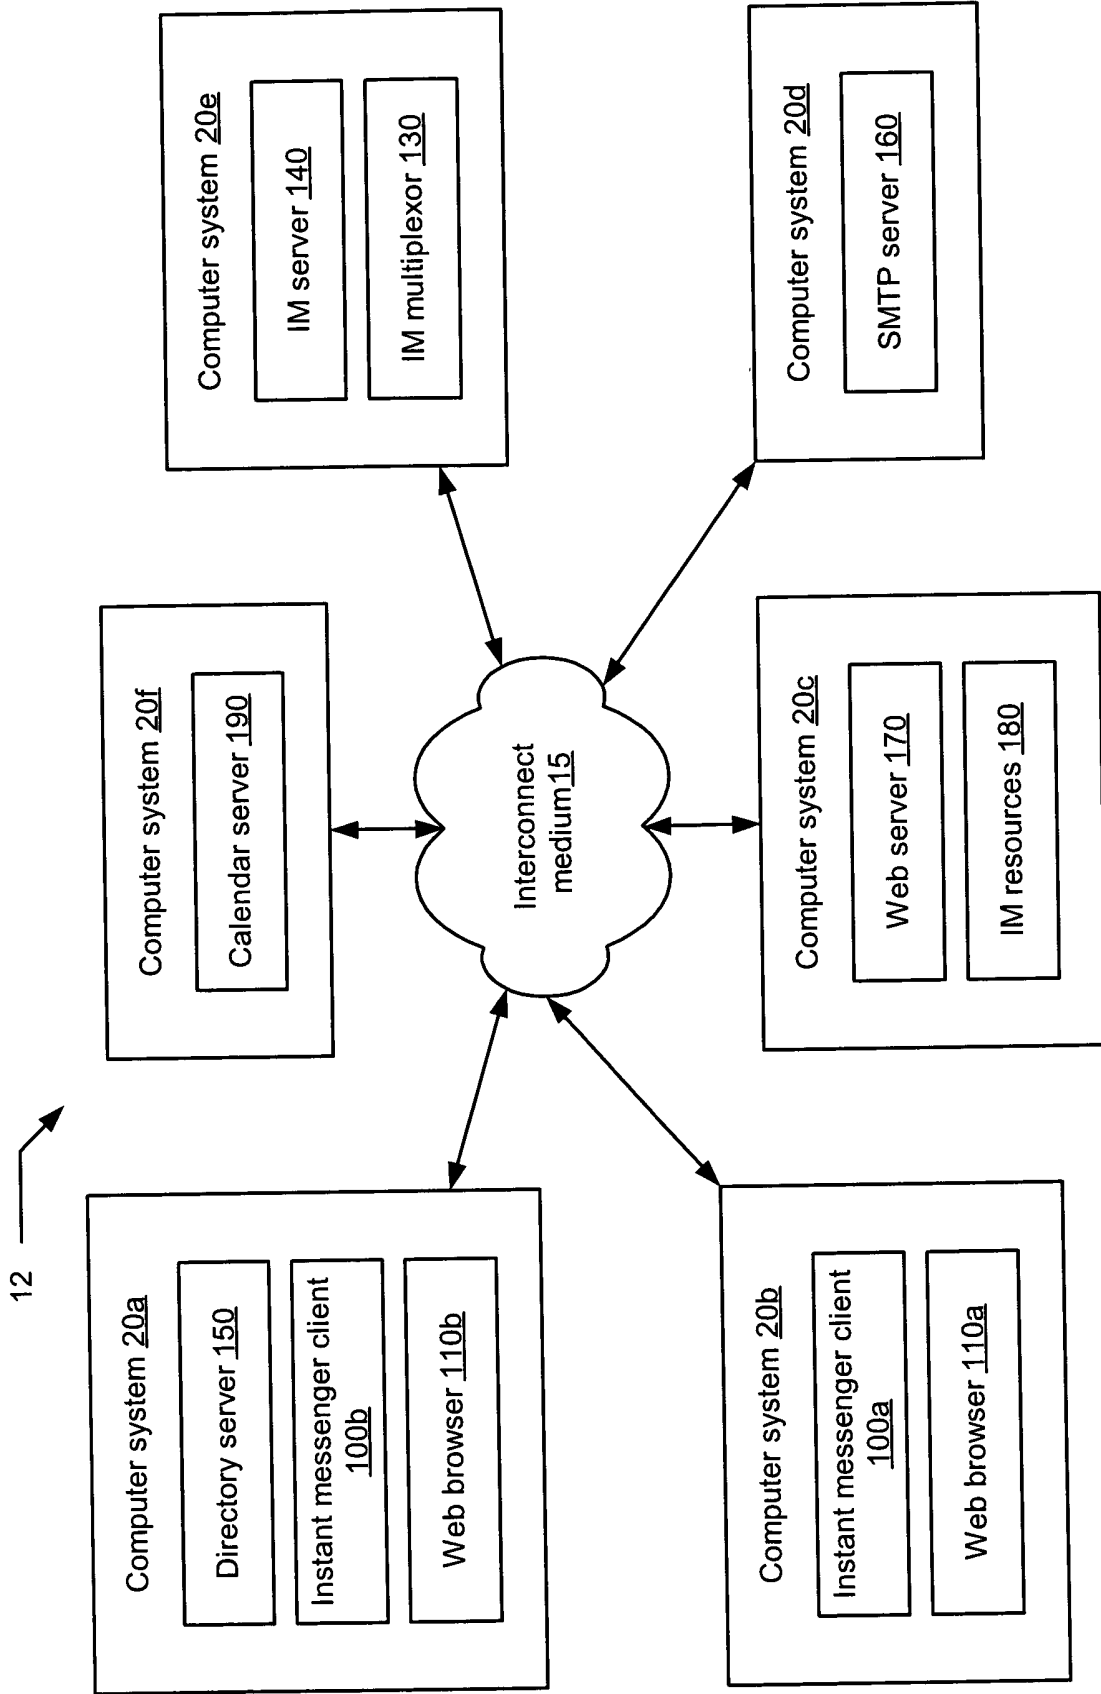 12
Computer system 20a
Directory server 150
Instant messenger client
100b
Web browser 110b
Computer system 20f
Calendar server 190
Computer system 20e
IM server 140
IM multiplexor 130
Interconnect
medium 15
Computer system 20b
Instant messenger client
100a
Web browser 110a
Computer system 20c
Web server 170
IM resources 180
Computer system 20d
SMTP server 160